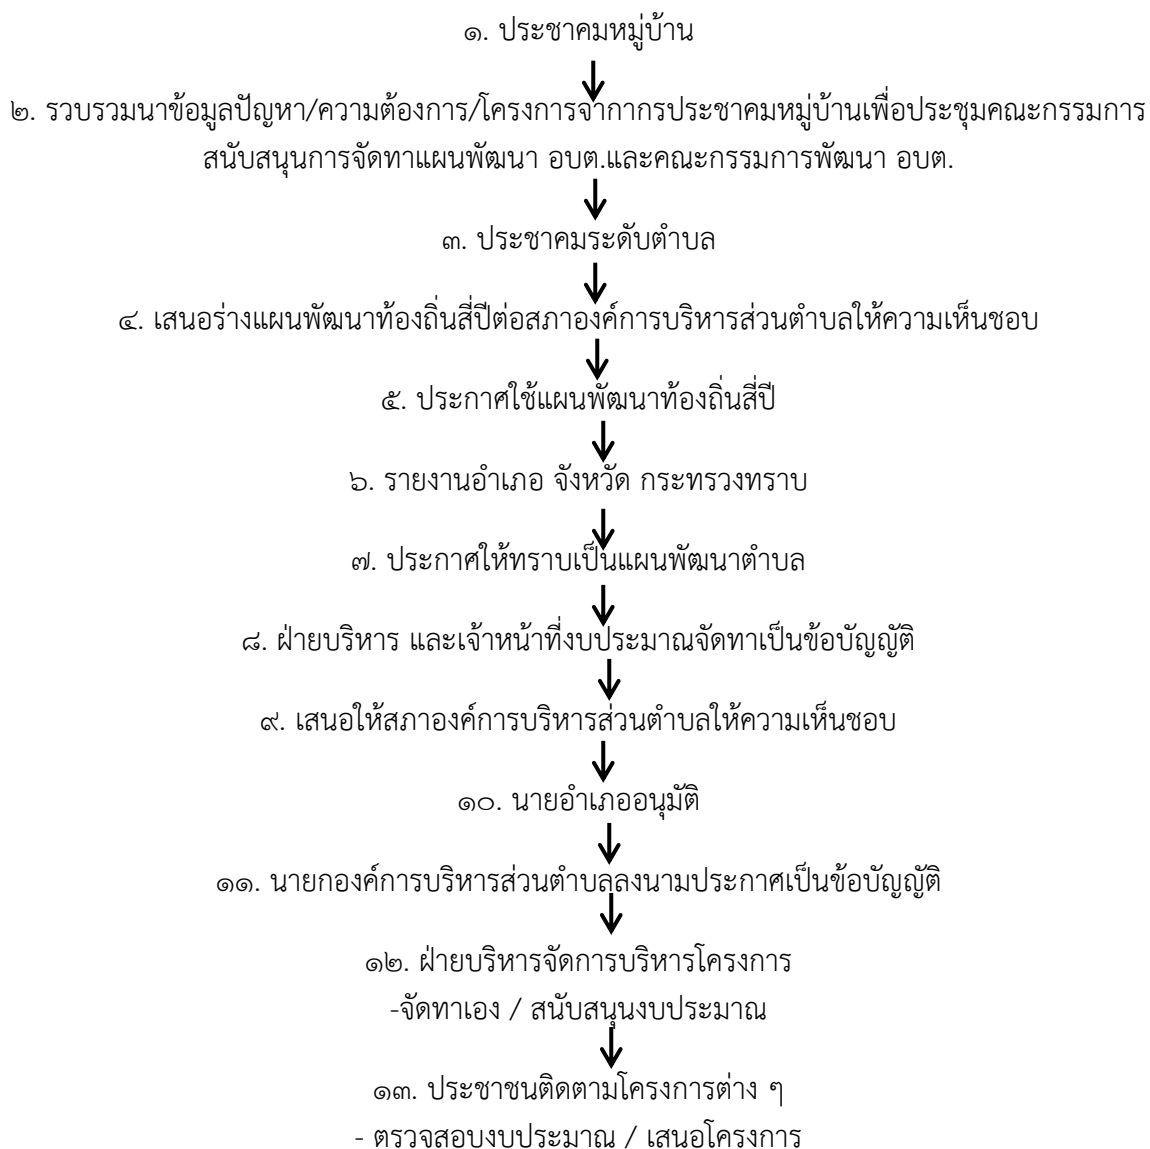 ๑. ประชาคมหมู่บ้าน
๒. รวบรวมนาข้อมูลปัญหา/ความต้องการ/โครงการจากากรประชาคมหมู่บ้านเพื่อประชุมคณะกรรมการ
สนับสนุนการจัดทาแผนพัฒนา อบต.และคณะกรรมการพัฒนา อบต.
๓. ประชาคมระดับตำบล
๔. เสนอร่างแผนพัฒนาท้องถิ่นสี่ปีต่อสภาองค์การบริหารส่วนตำบลให้ความเห็นชอบ
๕. ประกาศใช้แผนพัฒนาท้องถิ่นสี่ปี
๖. รายงานอำเภอ จังหวัด กระทรวงทราบ
๗. ประกาศให้ทราบเป็นแผนพัฒนาตำบล
๘. ฝ่ายบริหาร และเจ้าหน้าที่งบประมาณจัดทาเป็นข้อบัญญัติ
๙. เสนอให้สภาองค์การบริหารส่วนตำบลให้ความเห็นชอบ
๑๐. นายอำเภออนุมัติ
๑๑. นายกองค์การบริหารส่วนตำบลลงนามประกาศเป็นข้อบัญญัติ
๑๒. ฝ่ายบริหารจัดการบริหารโครงการ
-จัดทาเอง / สนับสนุนงบประมาณ
๑๓. ประชาชนติดตามโครงการต่าง ๆ
- ตรวจสอบงบประมาณ / เสนอโครงการ